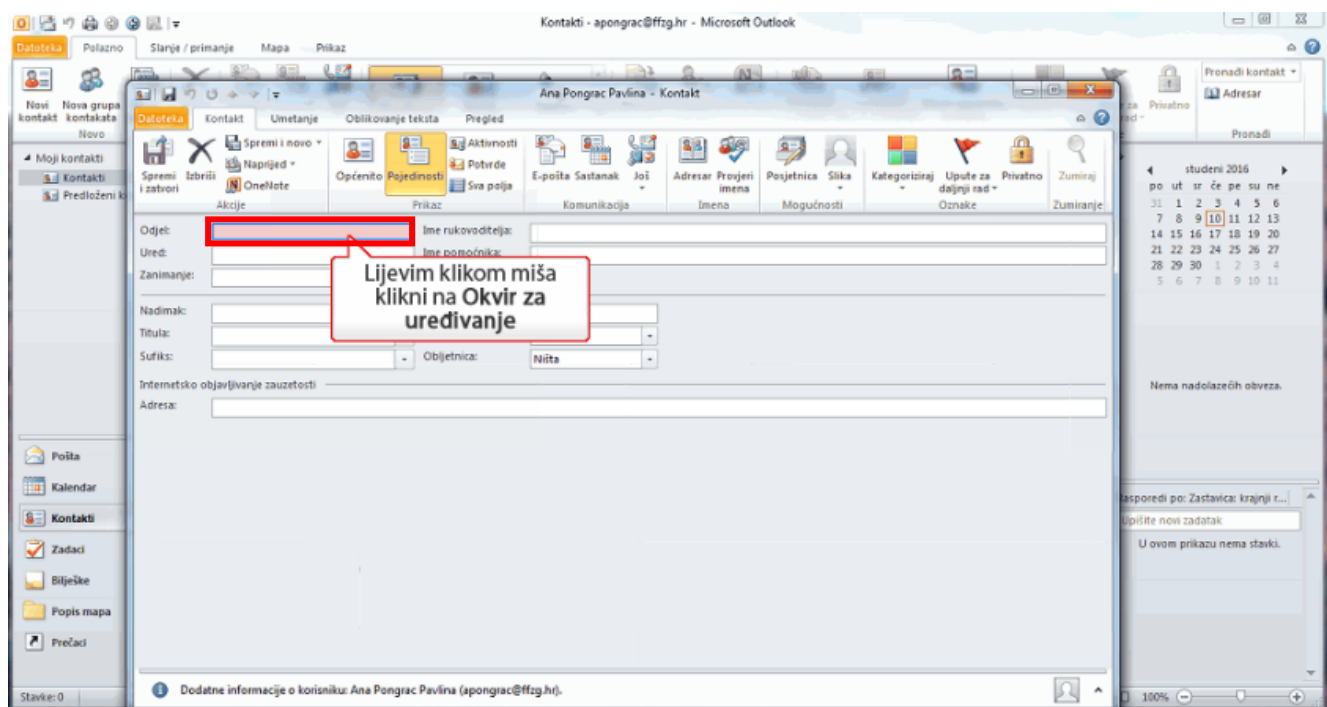 Kontakti - apongrac@ffzg.hr - Microsoft Outlook
Datoteka Polazno Slanje / primanje Mapa Prikaz
Novi kontakt
Nova grupa kontakata
Novo
Privatno
Pronađi kontakt
Adresar
Pronađi
Ana Pongrac Pavlina - Kontakt
Datoteka Kontakt Umetanje Oblikovanje teksta Pregled
Spremi i zatvori
Izbriši
Spremi i novo
Naprijed
OneNote
Akcije
Općenito
Pojedinosti
Aktivnosti
Potvrde
Sva polja
Prikaz
E-pošta
Sastanak
Još
Komunikacija
Adresar
Provjeri imena
Imena
Posjetnica
Slika
Mogućnosti
Kategoriziraj
Upute za daljnji rad
Privatno
Oznake
Zumiraj
Zumiranje
Moji kontakti
Kontakti
Odjel:
Ime rukovoditelja:
Ured:
Ime pomoćnika:
Zanimanje:
Lijevim klikom miša
klikni na Okvir za
uređivanje
Nadimak:
Titula:
Sufiks:
Obljetnica:
Ništa
Internetsko objavljivanje zauzetosti
Adresa:
Pošta
Kalendar
Kontakti
Zadaci
Bilješke
Popis mapa
Prečaci
Stavke: 0
Dodatne informacije o korisniku: Ana Pongrac Pavlina (apongrac@ffzg.hr).
studeni 2016
po ut sr če pe su ne
31 1 2 3 4 5 6
7 8 9 10 11 12 13
14 15 16 17 18 19 20
21 22 23 24 25 26 27
28 29 30 1 2 3 4
5 6 7 8 9 10 11
Nema nadolazećih obveza.
po: Zastavica: krajnji r...
Upišite novi zadatak
U ovom prikazu nema stavki.
100%